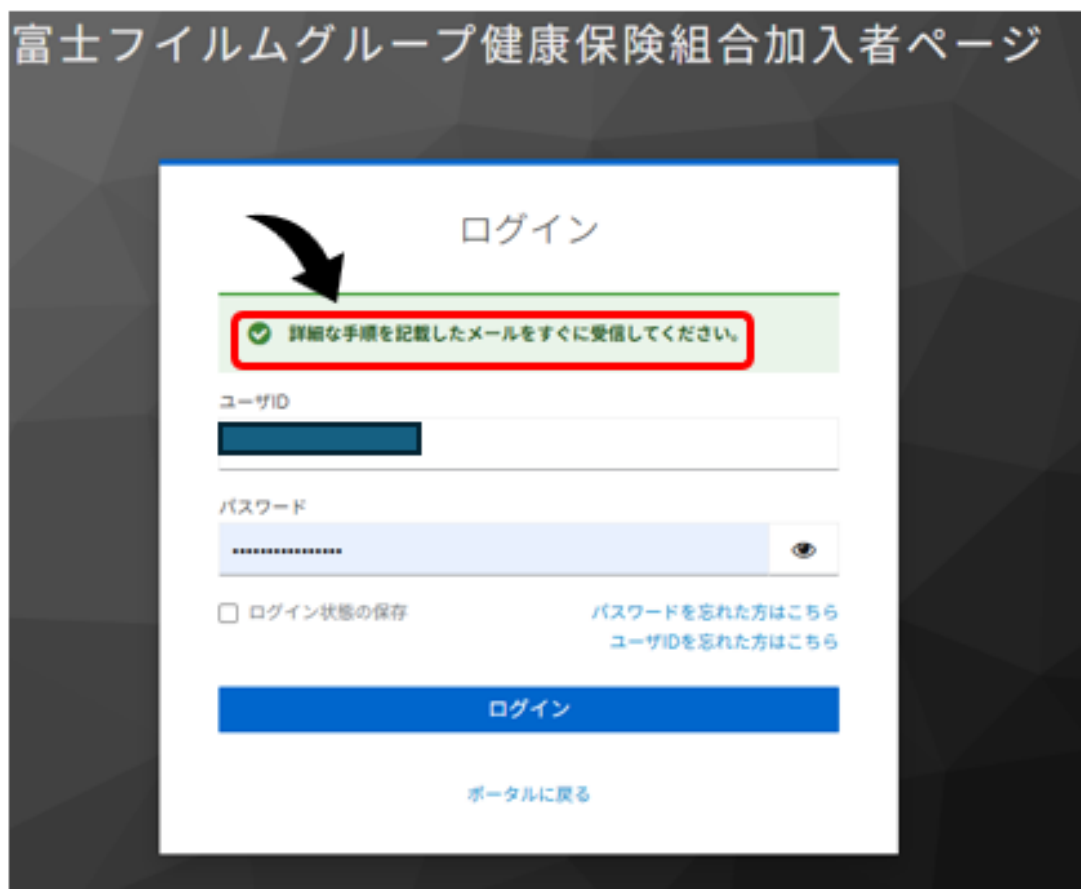 富士フイルムグループ健康保険組合加入者ページ
ログイン
詳細な手順を記載したメールをすぐに受信してください。
ユーザID
パスワード
ログイン状態の保存
パスワードを忘れた方はこちら
ユーザIDを忘れた方はこちら
ログイン
ポータルに戻る